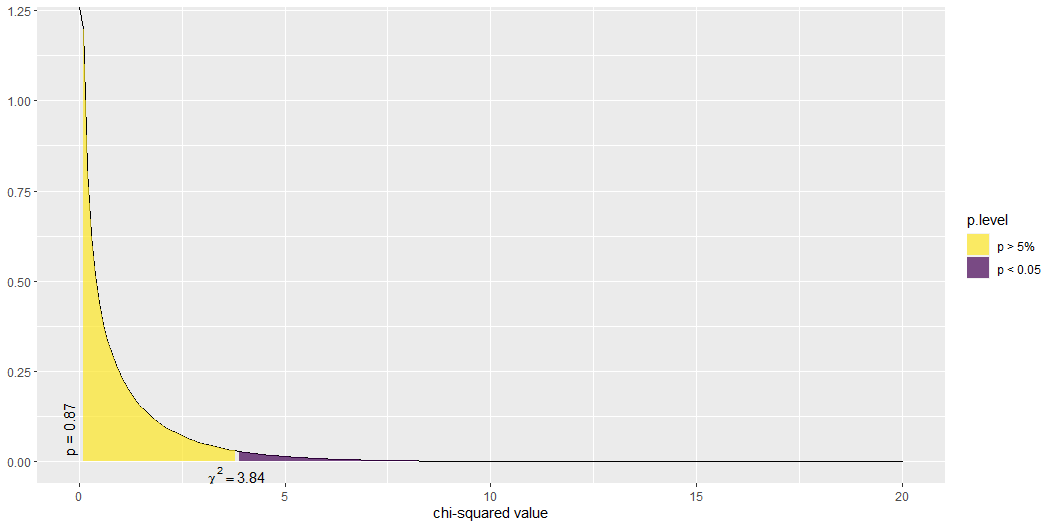 1.25
1.00
0.75
0.50
0.25
0.00
p = 0.87
χ² = 3.84
0
5
10
15
20
chi-squared value
p.level
p > 5%
p < 0.05